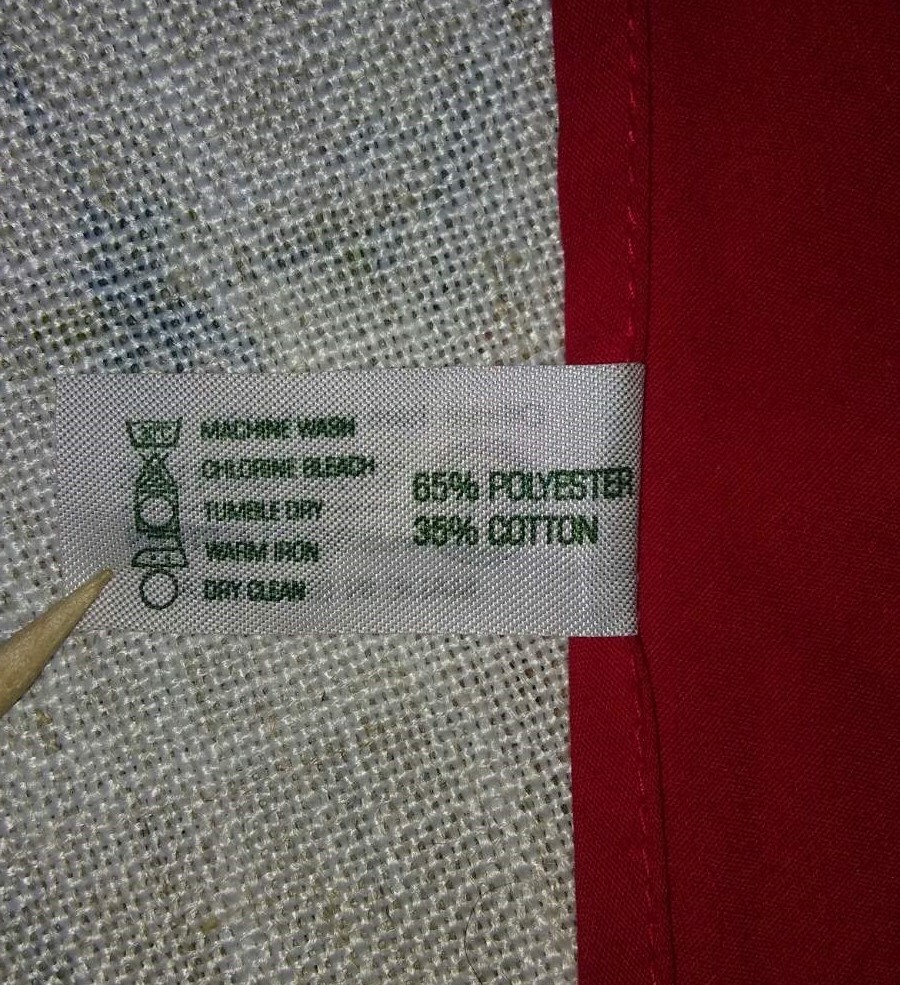 MACHINE WASH
CHLORINE BLEACH
TUMBLE DRY
WARM IRON
DRY CLEAN
65% POLYESTER
35% COTTON